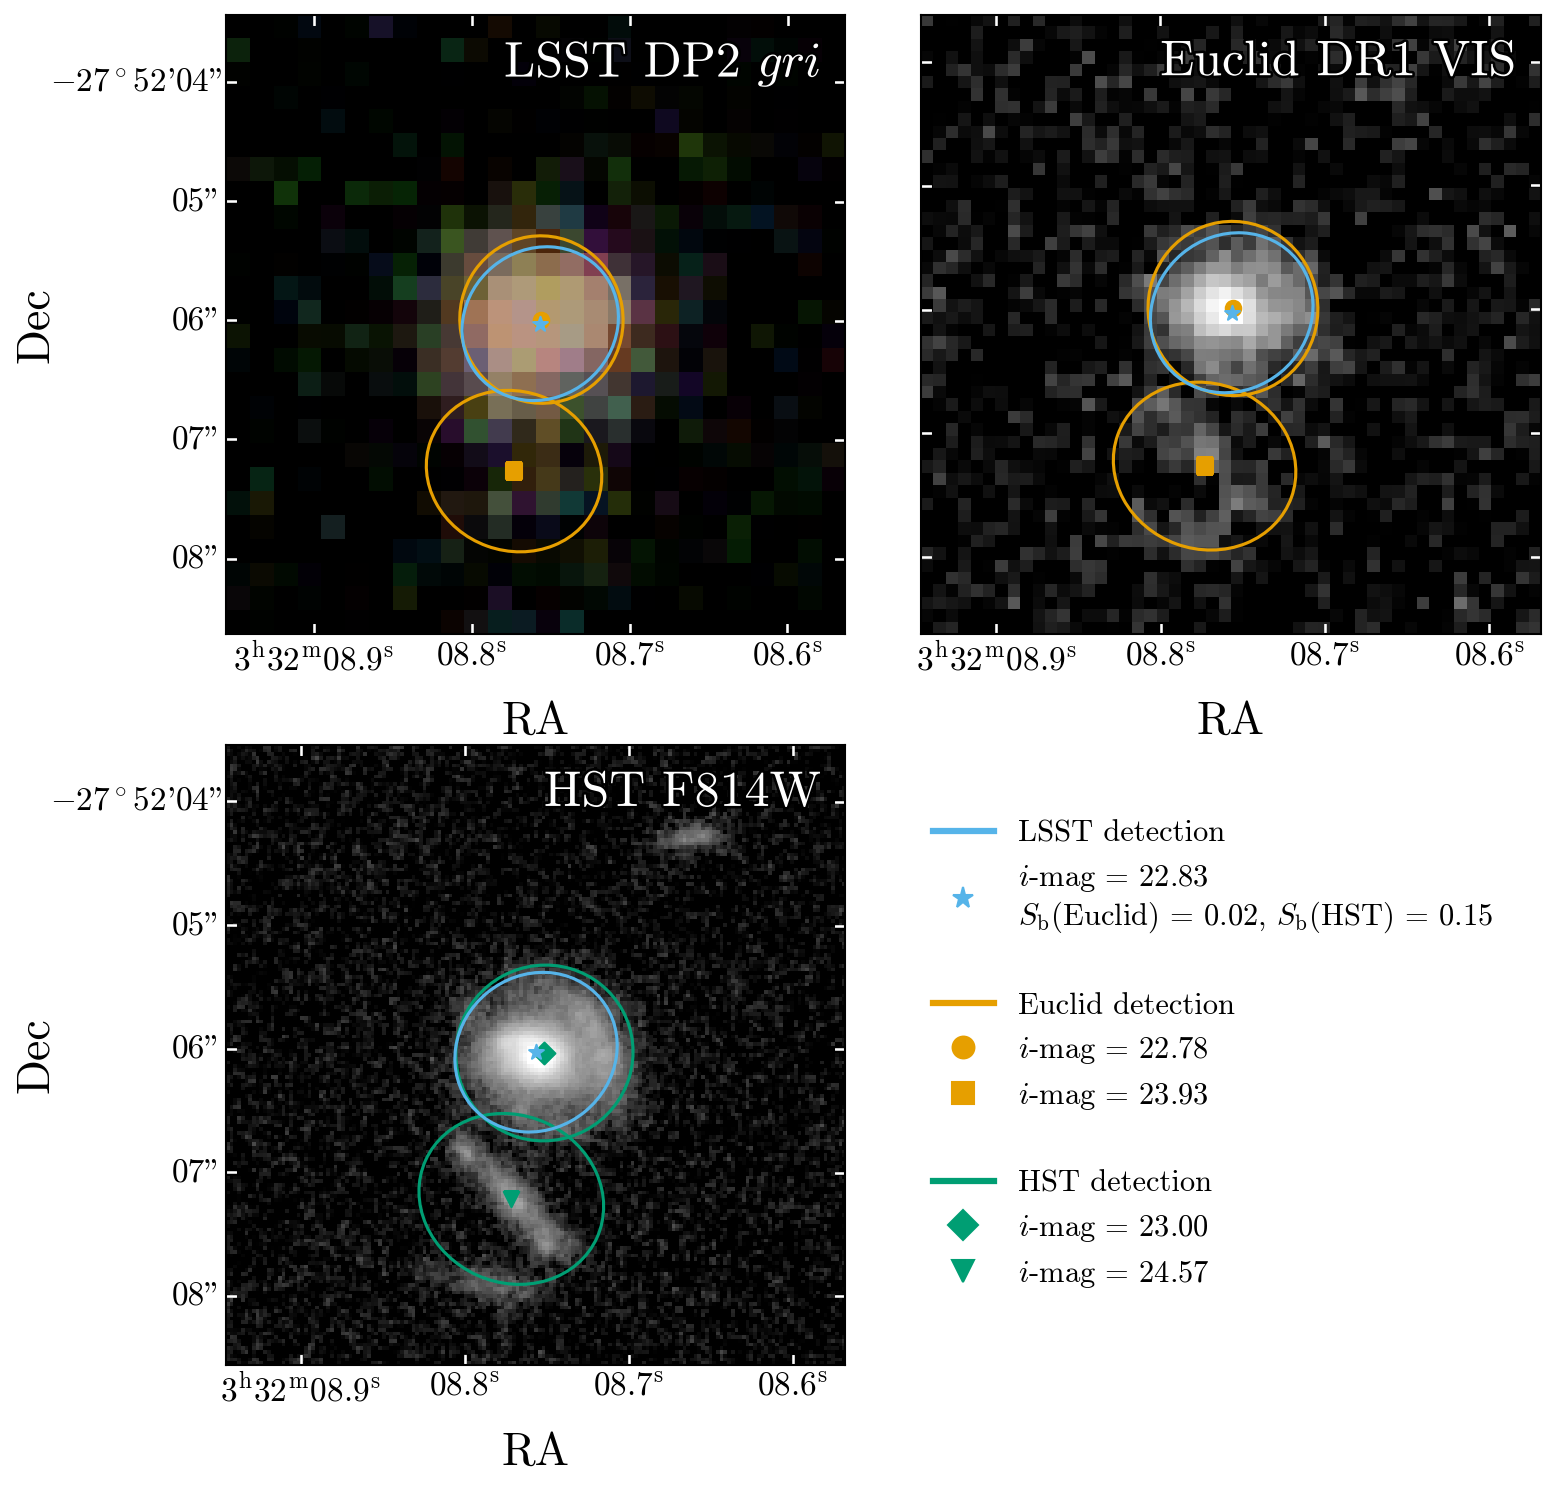 LSST DP2 gri
Euclid DR1 VIS
−27°52'04"
05"
06"
07"
08"
Dec
3ʰ32ᵐ08.9ˢ 08.8ˢ 08.7ˢ 08.6ˢ
RA
3ʰ32ᵐ08.9ˢ 08.8ˢ 08.7ˢ 08.6ˢ
RA
HST F814W
−27°52'04"
05"
06"
07"
08"
Dec
3ʰ32ᵐ08.9ˢ 08.8ˢ 08.7ˢ 08.6ˢ
RA
LSST detection
i-mag = 22.83
S_b(Euclid) = 0.02, S_b(HST) = 0.15
Euclid detection
i-mag = 22.78
i-mag = 23.93
HST detection
i-mag = 23.00
i-mag = 24.57